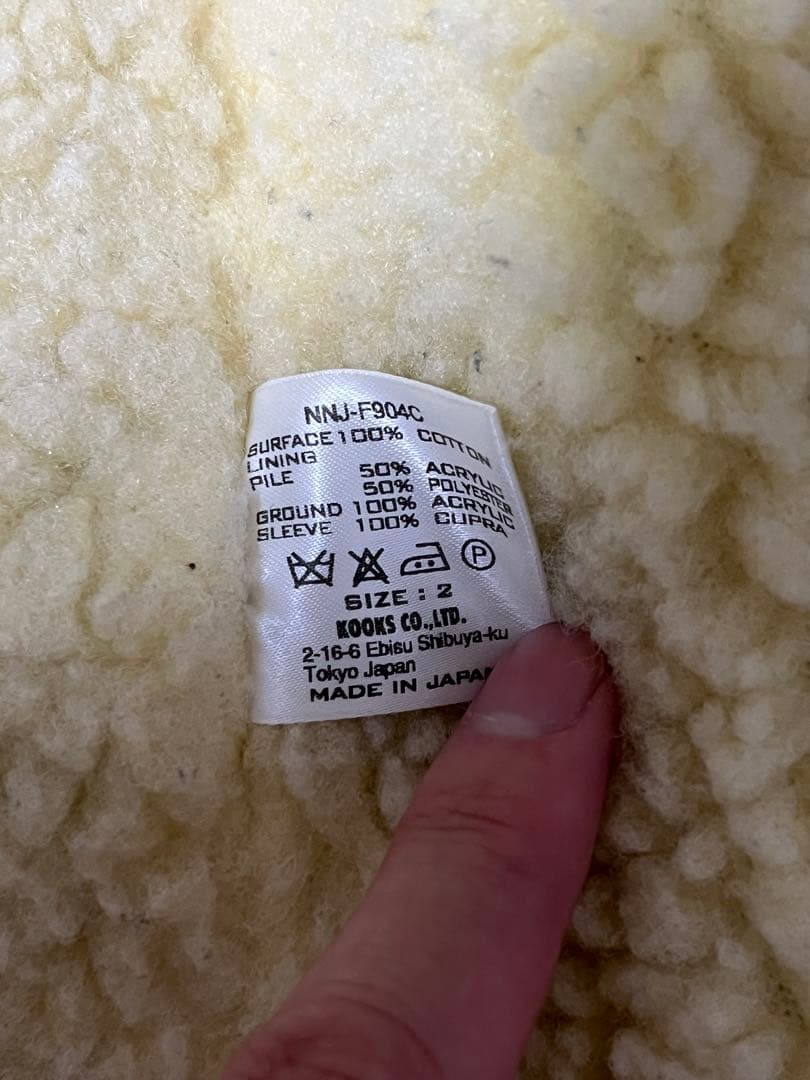 NNJ-F904C
SURFACE 100% COTTON
LINING
PILE 50% ACRYLIC
50% POLYESTER
GROUND 100% ACRYLIC
SLEEVE 100% CUPRA
P
SIZE : 2
KOOKS CO.,LTD.
2-16-6 Ebisu Shibuya-ku
Tokyo Japan
MADE IN JAPAN